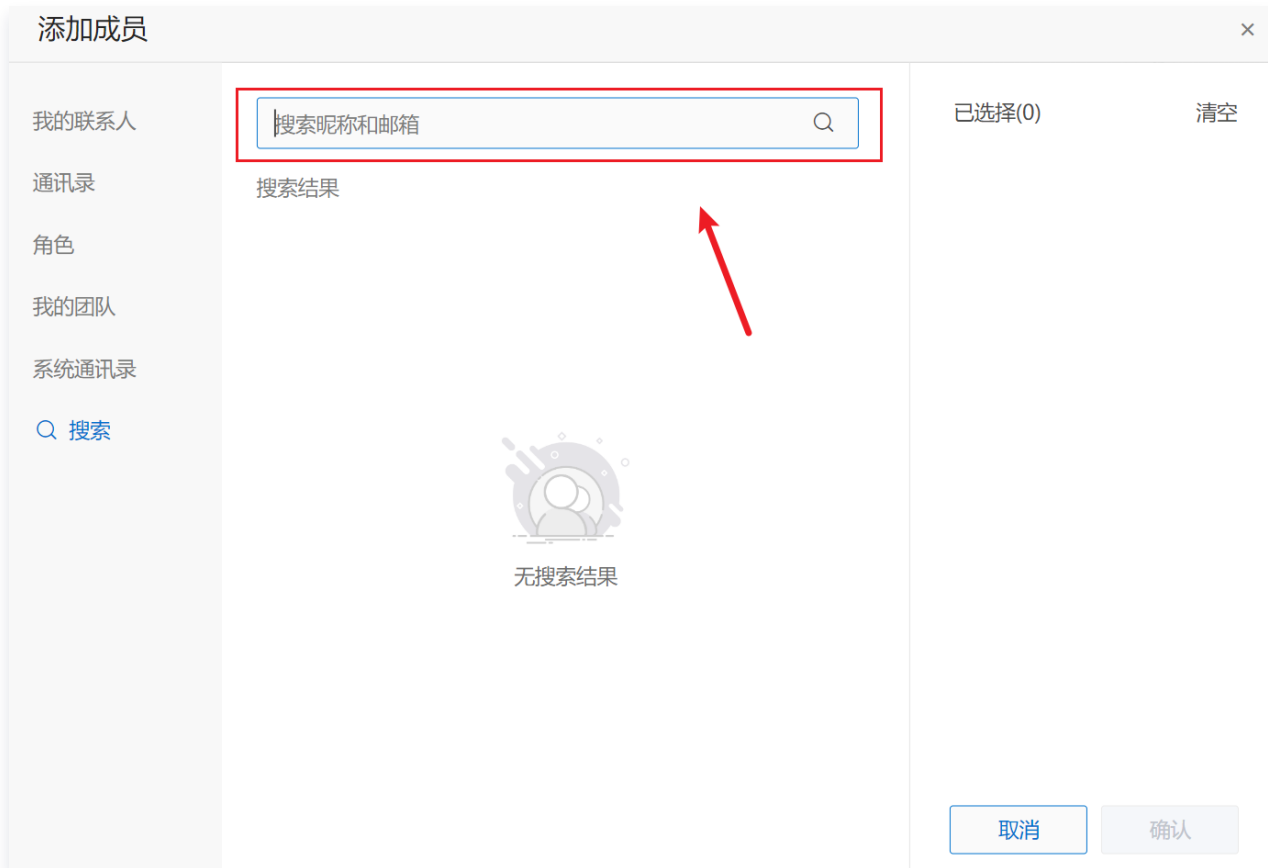 添加成员
×
我的联系人
通讯录
角色
我的团队
系统通讯录
搜索
搜索昵称和邮箱
搜索结果
无搜索结果
已选择(0)
清空
取消
确认